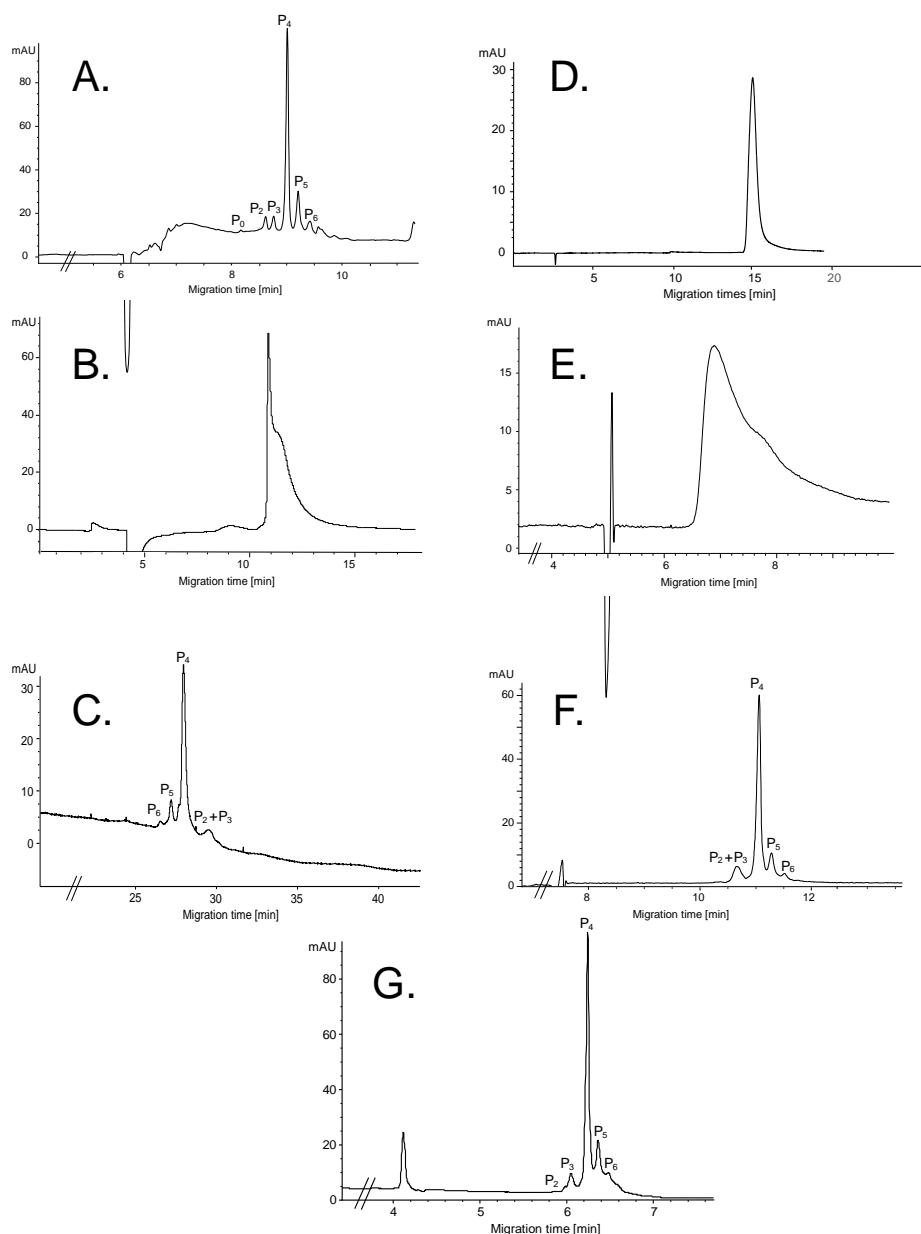 A.
mAU
80
60
40
20
0
P₀
P₂
P₃
P₄
P₅
P₆
6
8
10
Migration time [min]
D.
mAU
30
20
10
0
5
10
15
20
Migration times [min]
B.
mAU
60
40
20
0
5
10
15
Migration time [min]
E.
mAU
15
10
5
0
4
6
8
Migration time [min]
C.
mAU
30
20
10
0
P₆
P₅
P₄
P₂+P₃
25
30
35
40
Migration time [min]
F.
mAU
60
40
20
0
P₂+P₃
P₄
P₅
P₆
8
10
11
12
Migration time [min]
G.
mAU
80
60
40
20
0
P₂
P₃
P₄
P₅
P₆
4
5
6
7
Migration time [min]